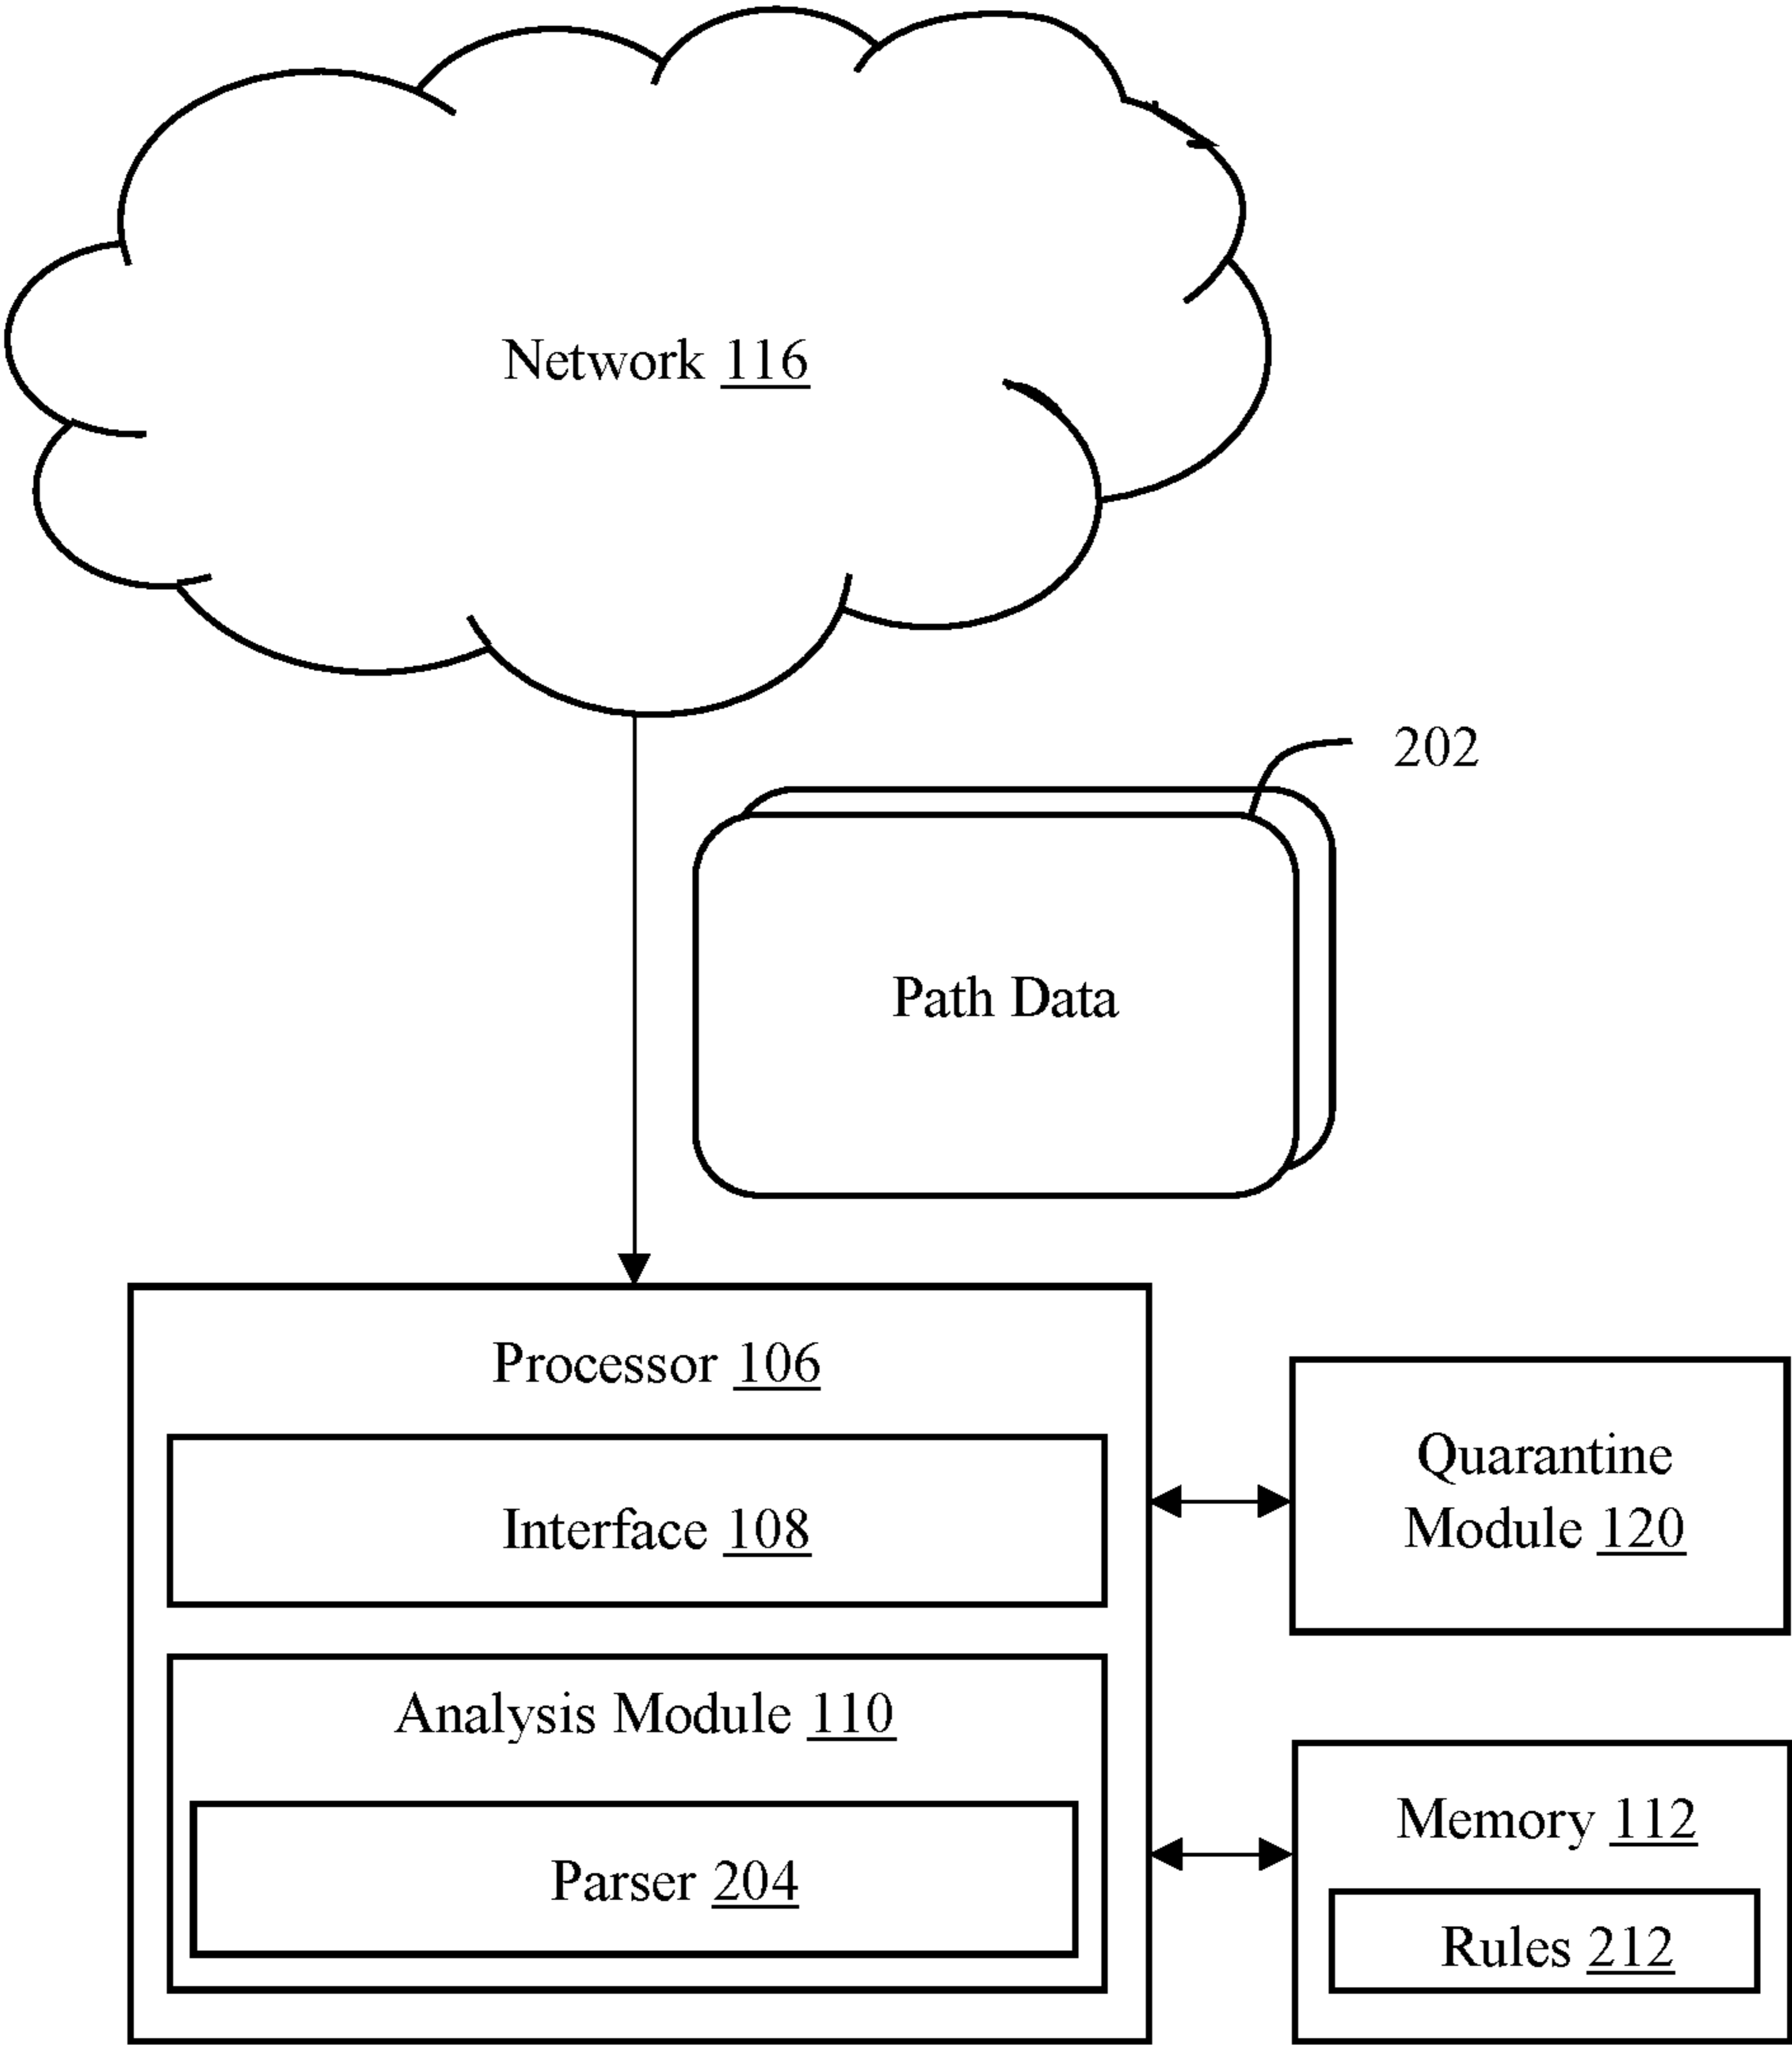 Network 116
202
Path Data
Processor 106
Interface 108
Quarantine
Module 120
Analysis Module 110
Memory 112
Parser 204
Rules 212